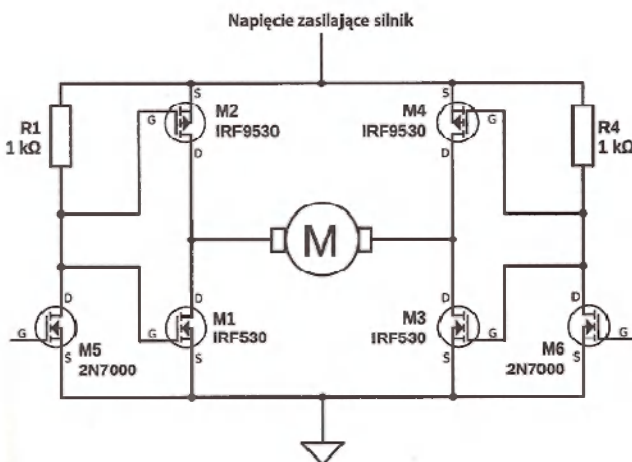 Napięcie zasilające silnik
S
S
R1
1 kΩ
G
M2
IRF9530
M4
IRF9530
G
R4
1 kΩ
D
D
M
D
D
D
D
G
M5
2N7000
S
G
M1
IRF530
S
M3
IRF530
G
S
M6
2N7000
G
S